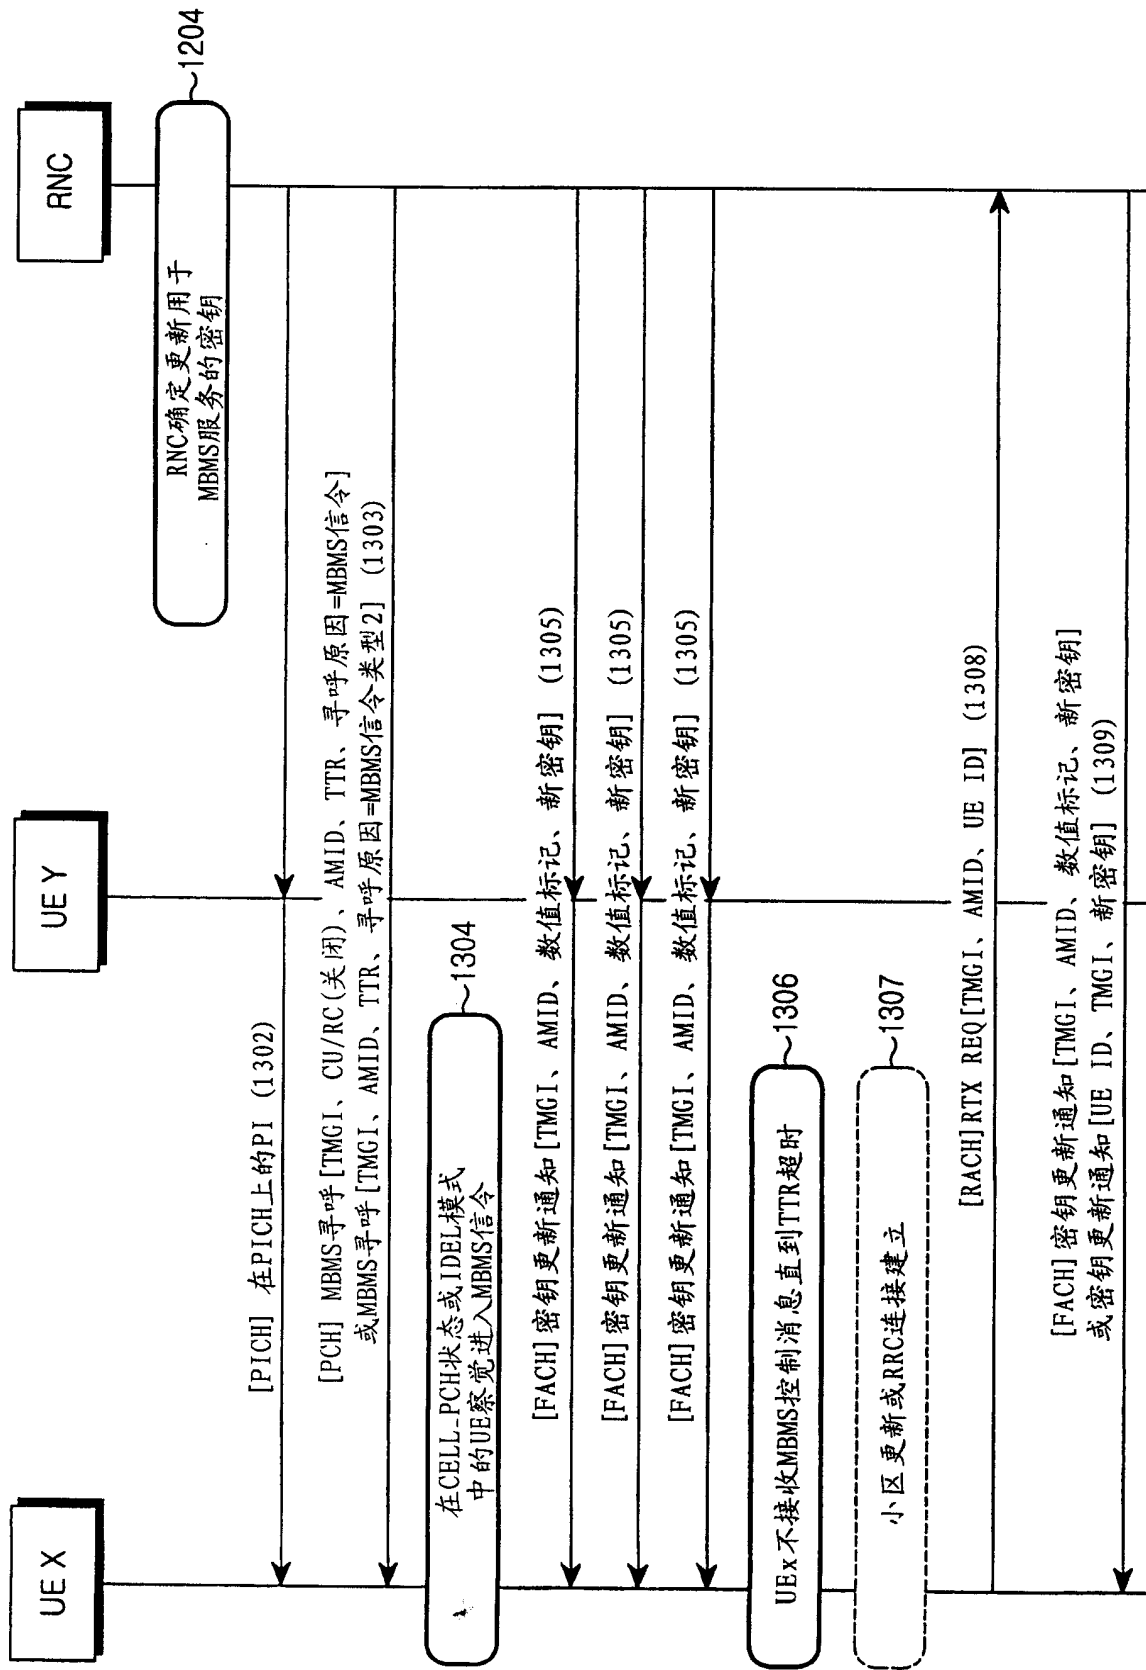 UE X
UE Y
RNC
RNC确定更新用于
MBMS服务的密钥
1204
[PICH] 在PICH上的PI (1302)
[PCH] MBMS寻呼[TMGI、CU/RC(关闭)、AMID、TTR、寻呼原因=MBMS信令]
或MBMS寻呼[TMGI、AMID、TTR、寻呼原因=MBMS信令类型2] (1303)
在CELL_PCH状态或IDEL模式
中的UE察觉进入MBMS信令
1304
[FACH]密钥更新通知[TMGI、AMID、数值标记、新密钥] (1305)
[FACH]密钥更新通知[TMGI、AMID、数值标记、新密钥] (1305)
[FACH]密钥更新通知[TMGI、AMID、数值标记、新密钥] (1305)
UEx不接收MBMS控制消息直到TTR超时
1306
小区更新或RRC连接建立
1307
[RACH]RTX REQ[TMGI、AMID、UE ID] (1308)
[FACH]密钥更新通知[TMGI、AMID、数值标记、新密钥]
或密钥更新通知[UE ID、TMGI、新密钥] (1309)